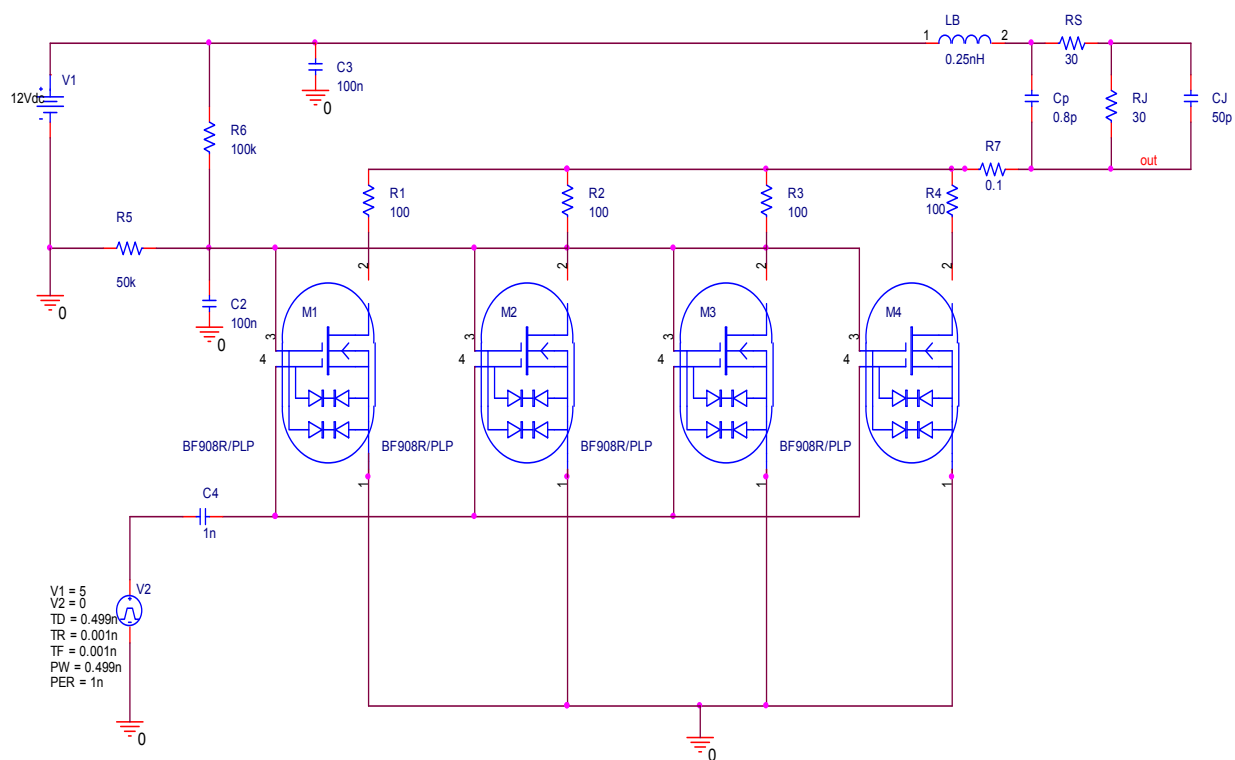 LB
1
2
0.25nH
RS
30
V1
12Vdc
+
-
C3
100n
0
Cp
0.8p
RJ
30
CJ
50p
R6
100k
R7
0.1
out
R1
100
R2
100
R3
100
R4
100
R5
50k
0
C2
100n
0
2
2
2
2
M1
M2
M3
M4
3
3
3
3
4
4
4
4
BF908R/PLP
BF908R/PLP
BF908R/PLP
BF908R/PLP
1
1
1
1
C4
1n
V2
+
-
V1 = 5
V2 = 0
TD = 0.499n
TR = 0.001n
TF = 0.001n
PW = 0.499n
PER = 1n
0
0